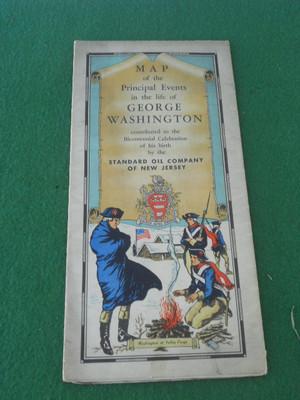 MAP
of the
Principal Events
in the life of
GEORGE
WASHINGTON
contributed to the
Bicentennial Celebration
of his birth
by the
STANDARD OIL COMPANY
OF NEW JERSEY
Washington at Valley Forge